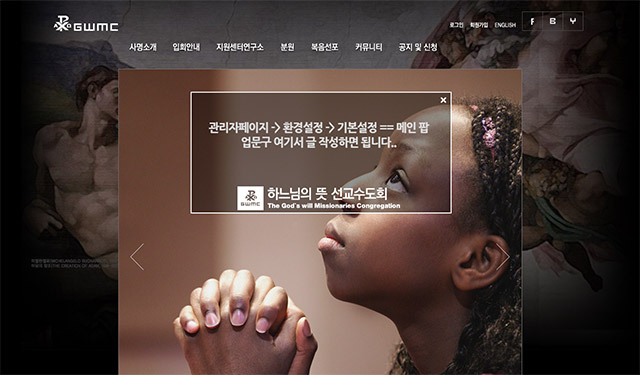 GWMC
로그인 회원가입 ENGLISH
사명소개 입회안내 지원센터연구소 분원 복음선포 커뮤니티 공지 및 신청
관리자페이지 -> 환경설정 -> 기본설정 == 메인 팝
업문구 여기서 글 작성하면 됩니다..
GWMC
하느님의 뜻 선교수도회
The God's will Missionaries Congregation